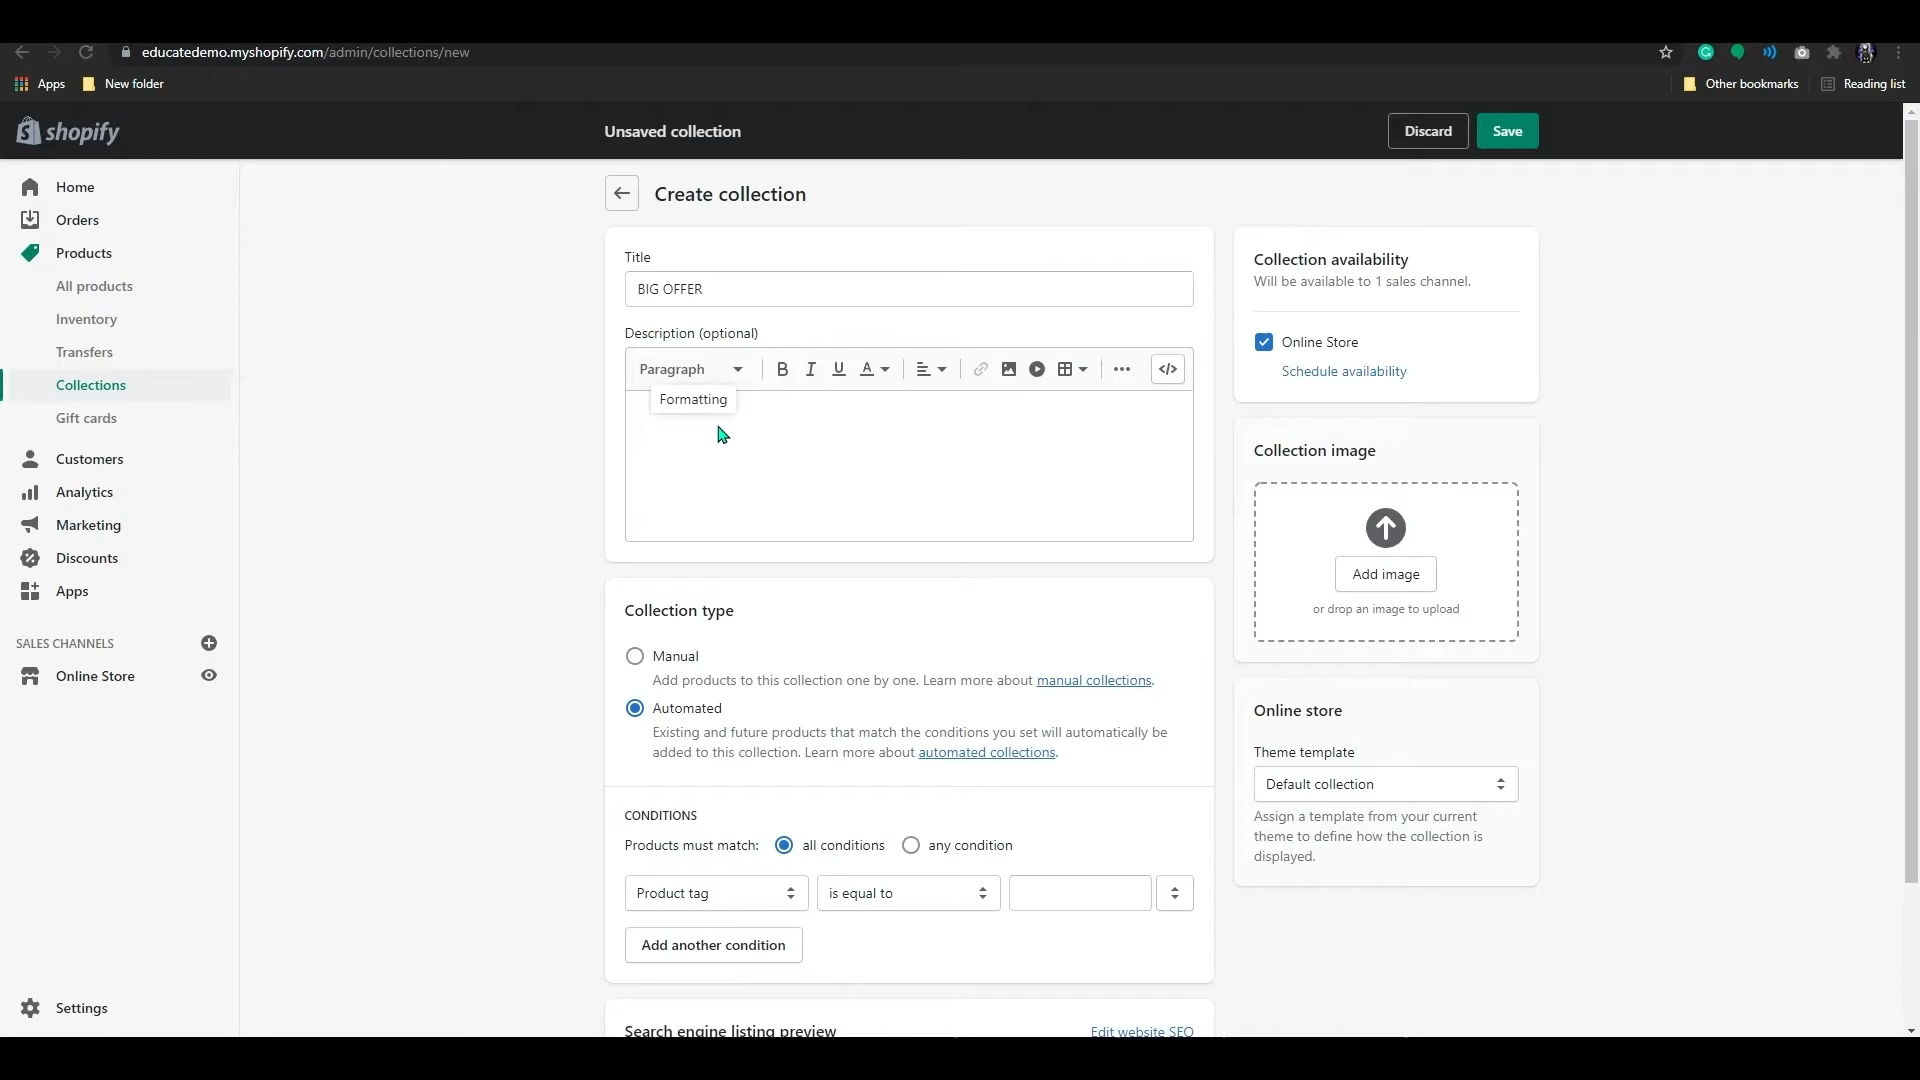 educatedemo.myshopify.com/admin/collections/new
Apps
New folder
Other bookmarks
Reading list
shopify
Unsaved collection
Discard
Save
Home
Orders
Products
All products
Inventory
Transfers
Collections
Gift cards
Customers
Analytics
Marketing
Discounts
Apps
SALES CHANNELS
Online Store
Settings
Create collection
Title
BIG OFFER
Description (optional)
Paragraph
B I U A
Formatting
Collection type
Manual
Add products to this collection one by one. Learn more about manual collections.
Automated
Existing and future products that match the conditions you set will automatically be
added to this collection. Learn more about automated collections.
CONDITIONS
Products must match: all conditions any condition
Product tag
is equal to
Add another condition
Search engine listing preview
Edit website SEO
Collection availability
Will be available to 1 sales channel.
Online Store
Schedule availability
Collection image
Add image
or drop an image to upload
Online store
Theme template
Default collection
Assign a template from your current
theme to define how the collection is
displayed.